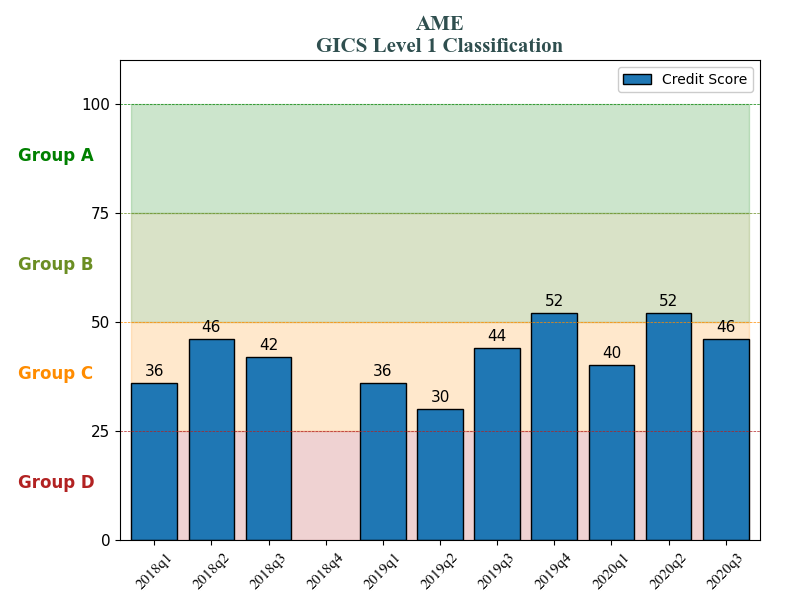 AME
GICS Level 1 Classification
Credit Score
100
Group A
75
Group B
52
52
50
46
46
44
42
40
36
36
Group C
30
25
Group D
0
2018q1
2018q2
2018q3
2018q4
2019q1
2019q2
2019q3
2019q4
2020q1
2020q2
2020q3